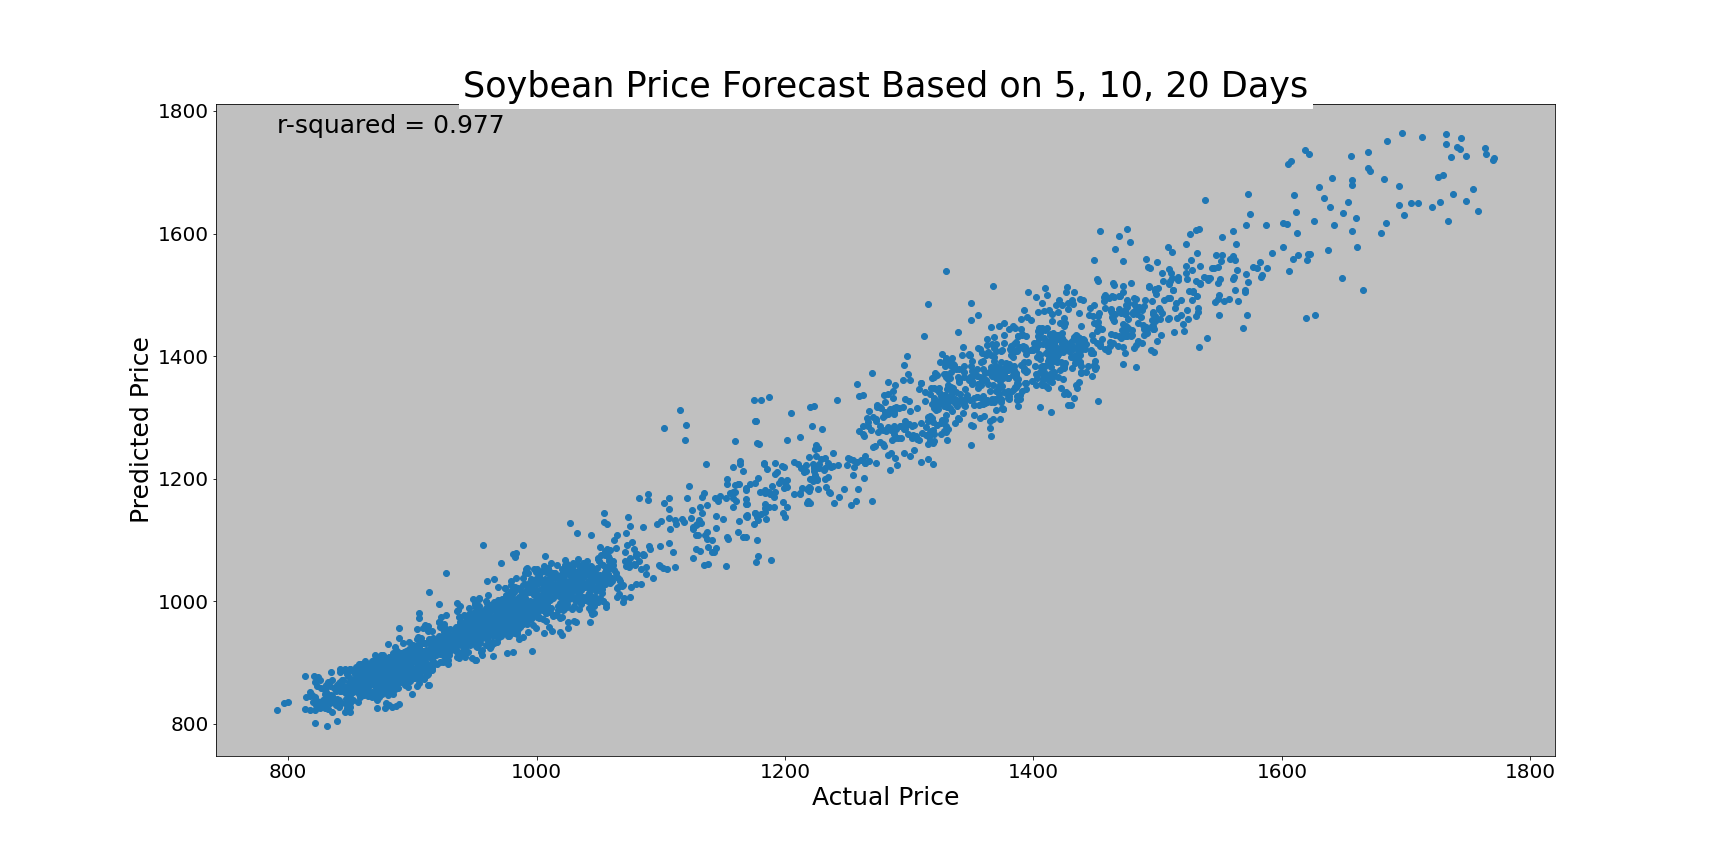 Soybean Price Forecast Based on 5, 10, 20 Days
r-squared = 0.977
1800
1600
1400
1200
1000
800
Predicted Price
800 1000 1200 1400 1600 1800
Actual Price